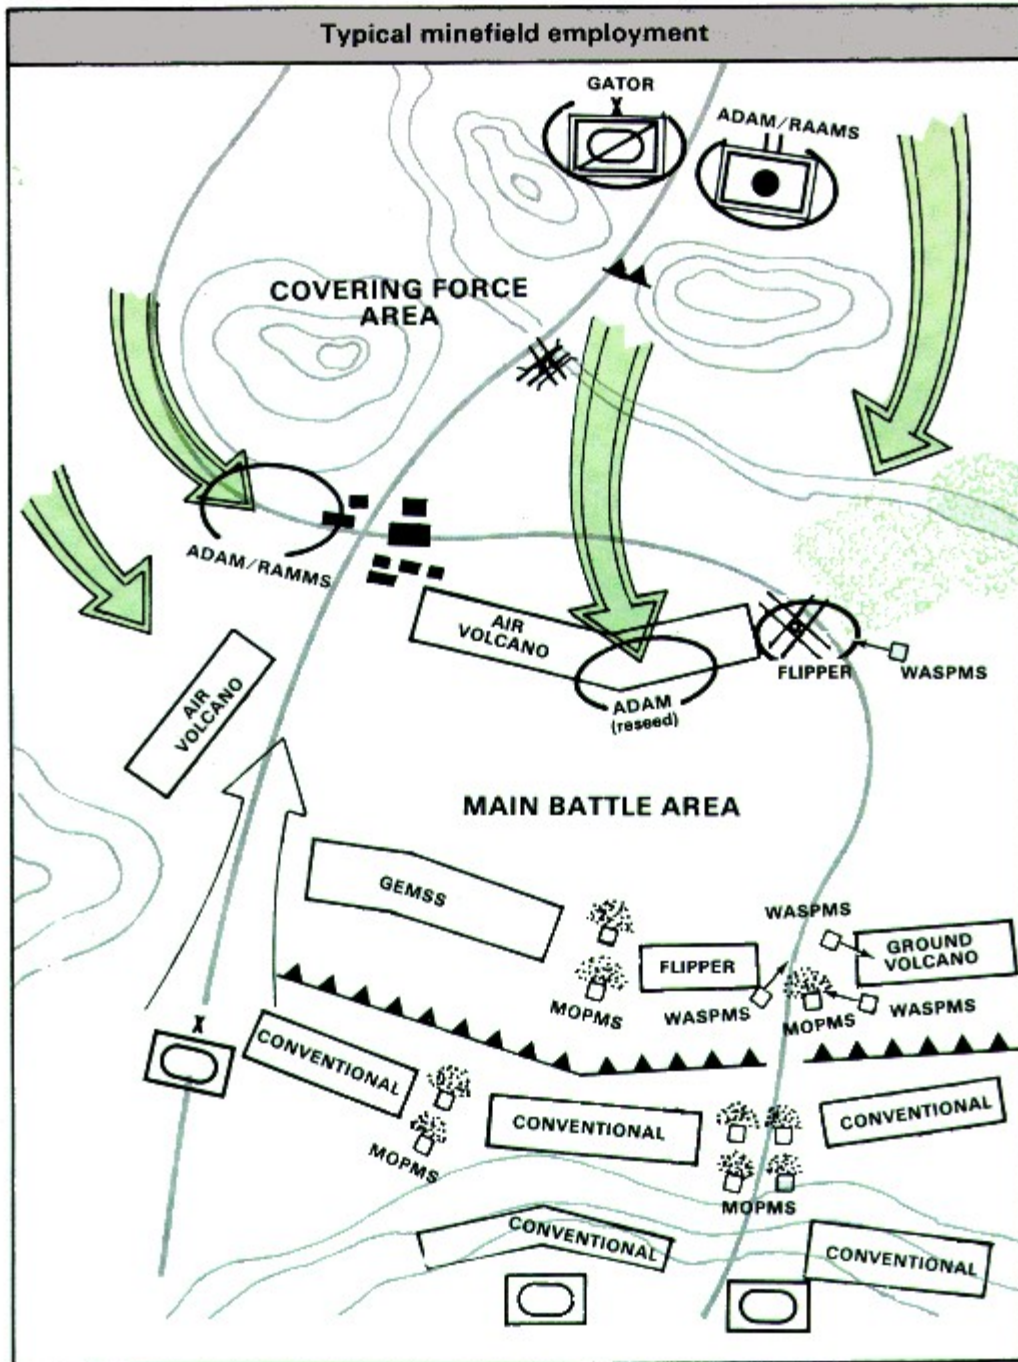 Typical minefield employment
GATOR
X
ADAM/RAAMS
COVERING FORCE
AREA
ADAM/RAMMS
AIR
VOLCANO
FLIPPER
WASPMS
ADAM
(reseed)
AIR
VOLCANO
MAIN BATTLE AREA
GEMSS
WASPMS
GROUND
VOLCANO
FLIPPER
MOPMS
WASPMS
MOPMS
WASPMS
X
CONVENTIONAL
CONVENTIONAL
CONVENTIONAL
MOPMS
MOPMS
CONVENTIONAL
CONVENTIONAL